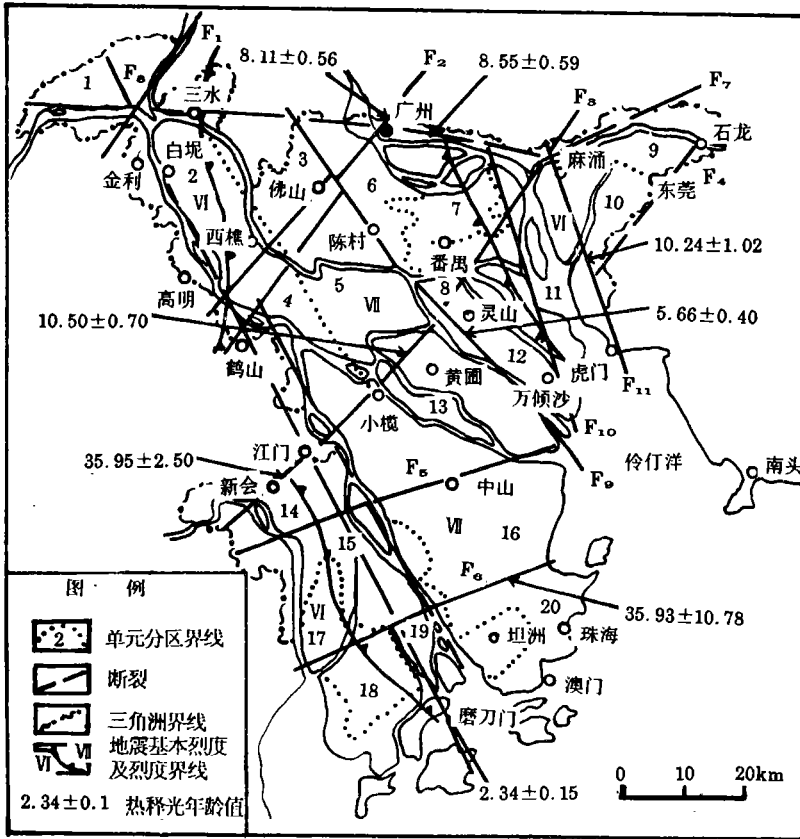 F₁
8.11±0.56
F₂
8.55±0.59
1
F₈
三水
广州
F₃
F₇
石龙
白坭
3
麻涌
9
F₄
金利
2
佛山
6
东莞
10
VI
7
VI
西樵
陈村
番禺
10.24±1.02
高明
4
5
VII
8
灵山
11
10.50±0.70
5.66±0.40
鹤山
黄圃
12
虎门
13
万倾沙
F₁₁
小榄
F₁₀
江门
伶仃洋
35.95±2.50
F₅
F₉
南头
新会
中山
14
VII
15
16
F₆
图 例
VI
20
35.93±10.78
2
单元分区界线
17
19
坦洲
珠海
断裂
18
澳门
三角洲界线
磨刀门
VI
VII
地震基本烈度
及烈度界线
2.34±0.1 热释光年龄值
2.34±0.15
0 10 20km